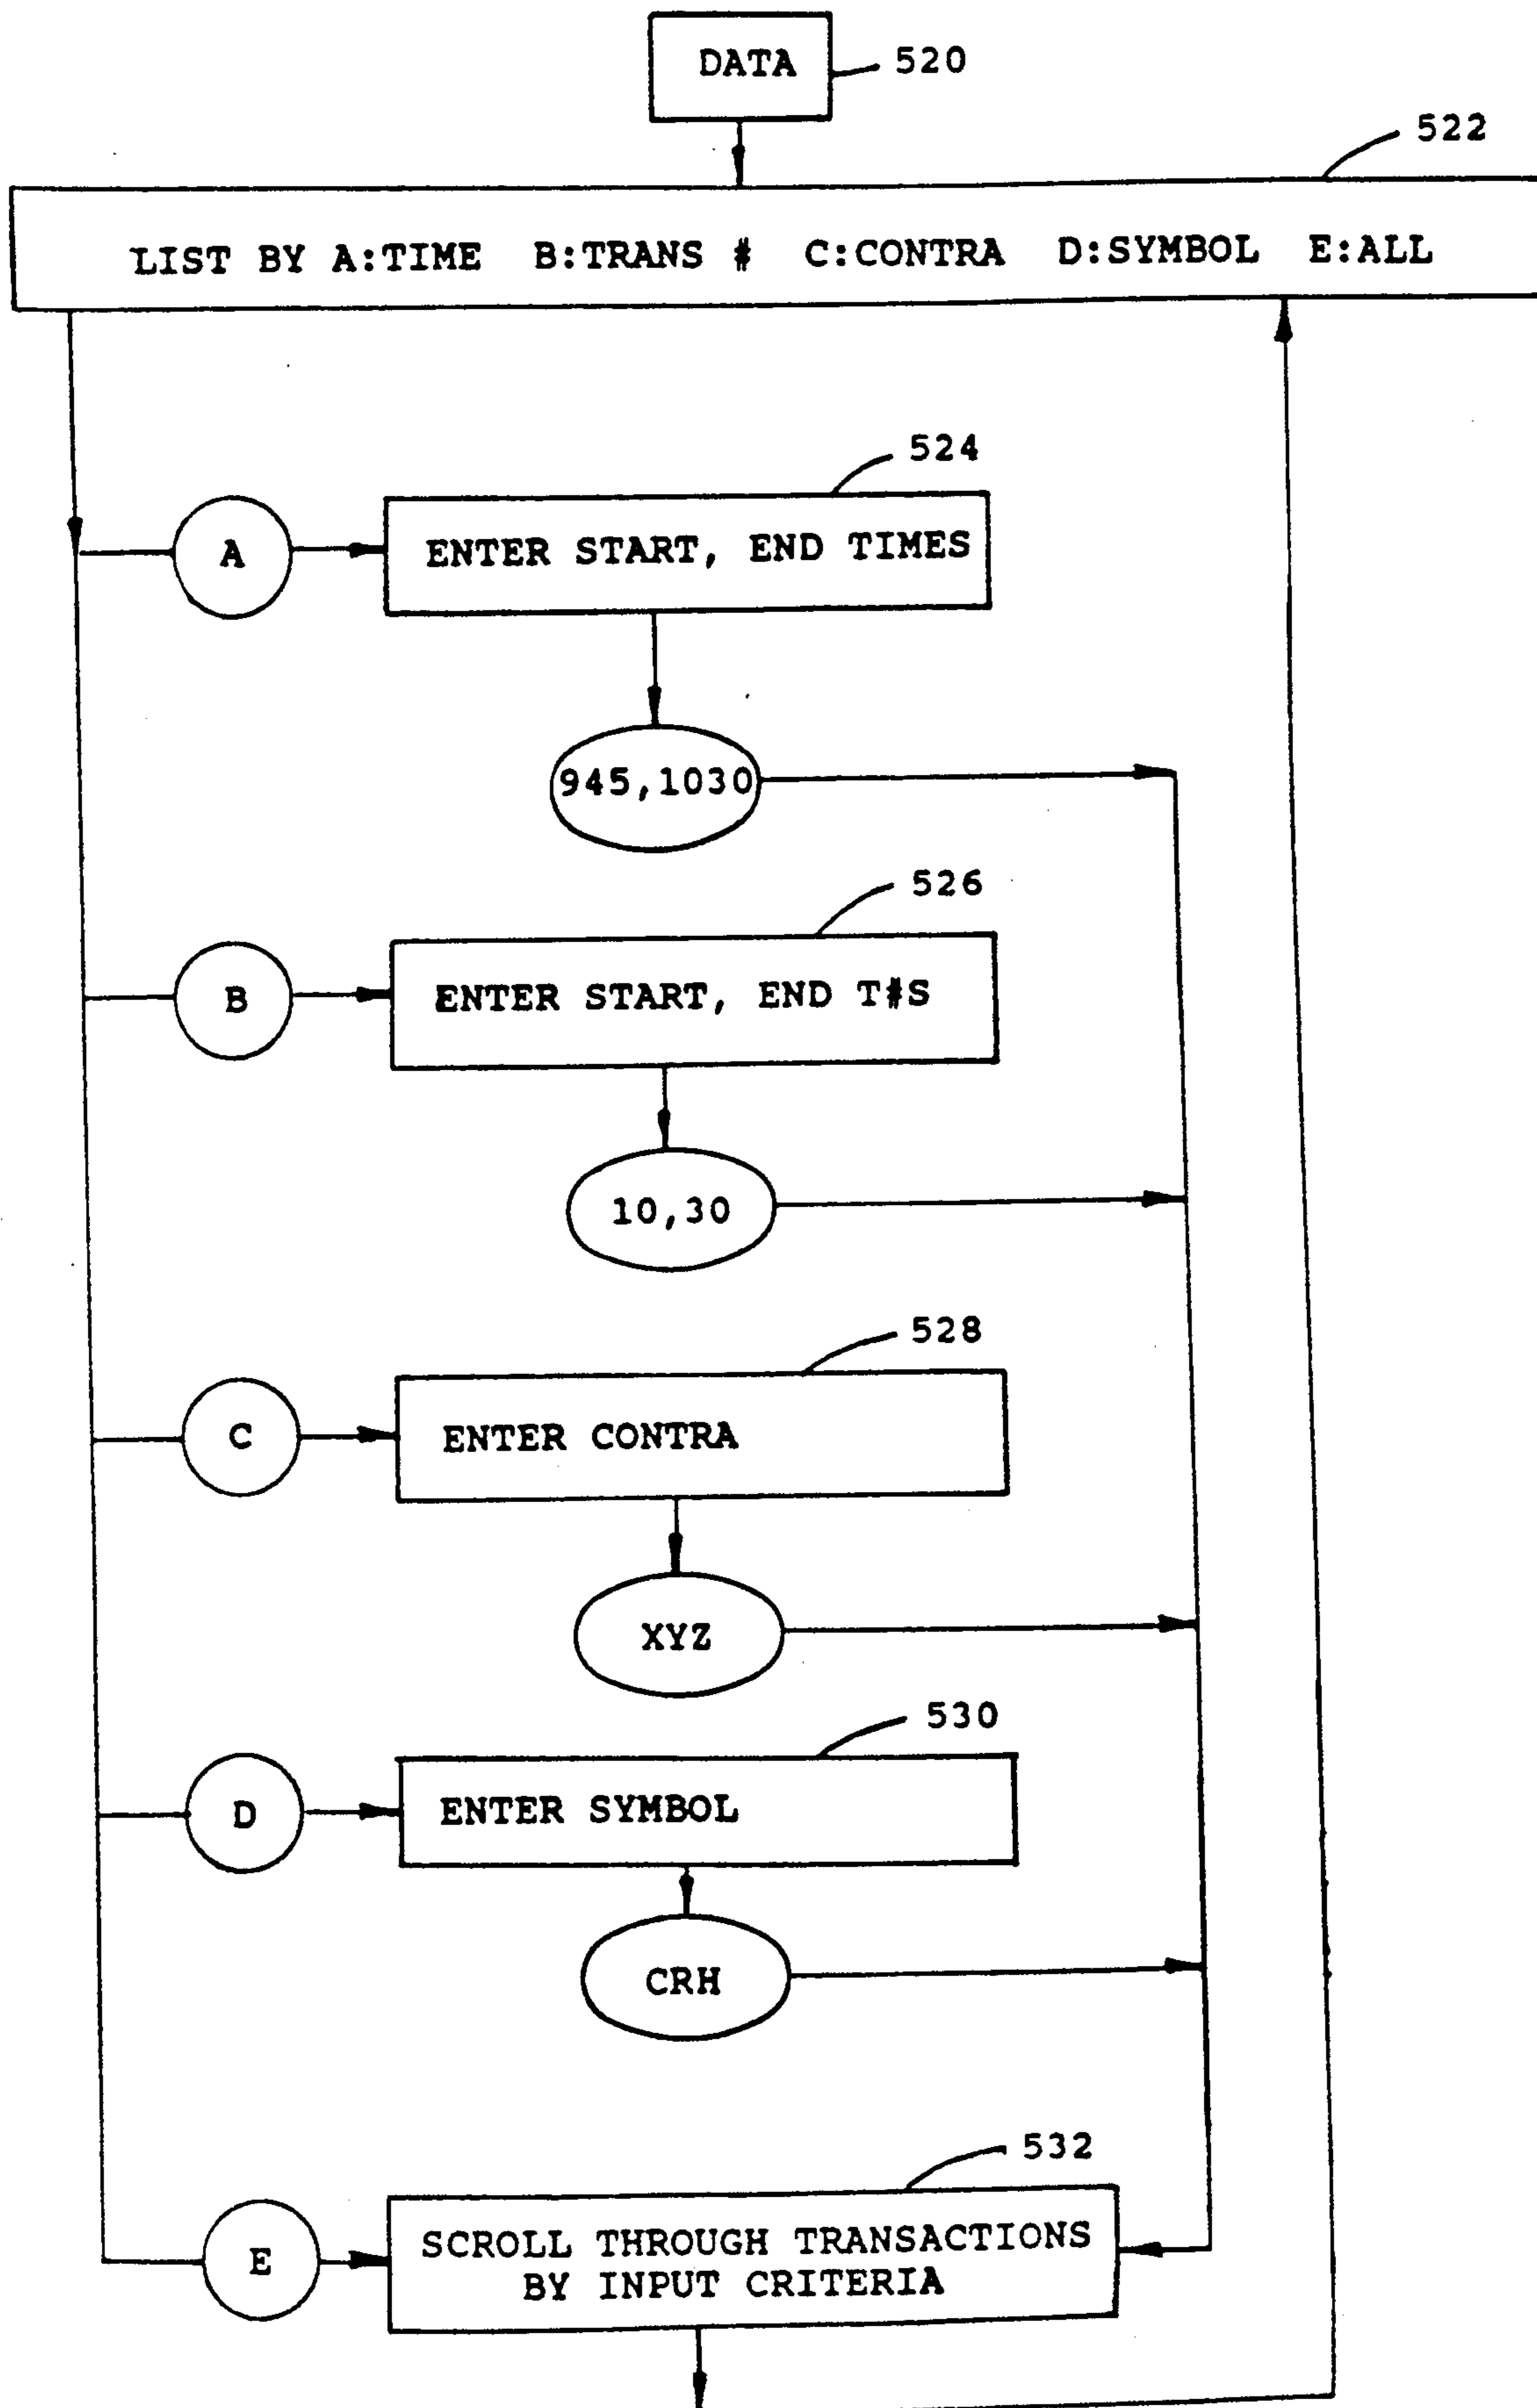 DATA 520
522
LIST BY A:TIME B:TRANS # C:CONTRA D:SYMBOL E:ALL
524
A ENTER START, END TIMES
945,1030
526
B ENTER START, END T#S
10,30
528
C ENTER CONTRA
XYZ
530
D ENTER SYMBOL
CRH
532
E SCROLL THROUGH TRANSACTIONS
BY INPUT CRITERIA